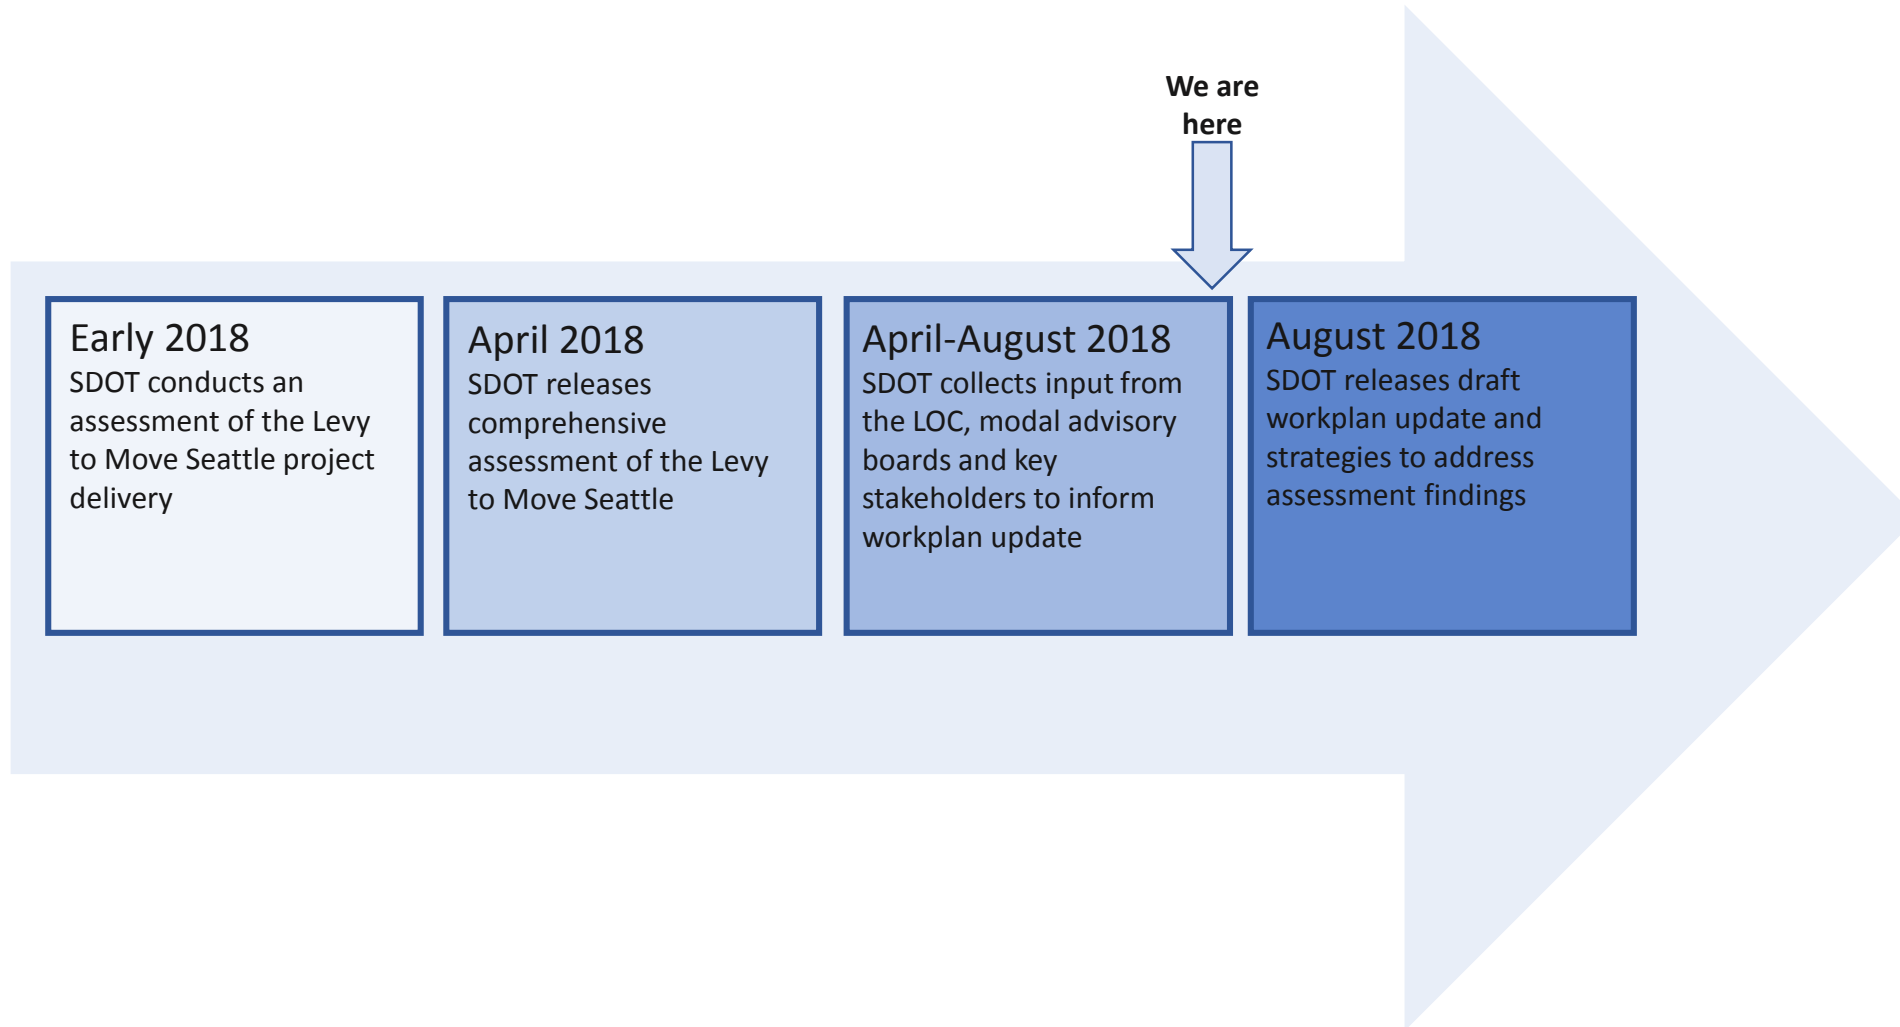 We are
here
Early 2018
SDOT conducts an
assessment of the Levy
to Move Seattle project
delivery
April 2018
SDOT releases
comprehensive
assessment of the Levy
to Move Seattle
April-August 2018
SDOT collects input from
the LOC, modal advisory
boards and key
stakeholders to inform
workplan update
August 2018
SDOT releases draft
workplan update and
strategies to address
assessment findings